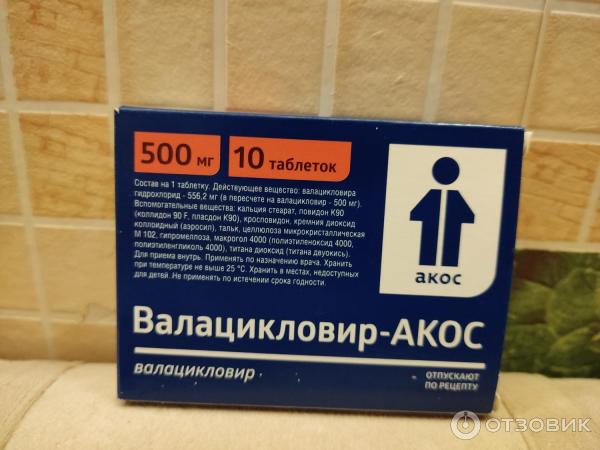 500 мг
10 таблеток
Состав на 1 таблетку. Действующее вещество: валацикловира
гидрохлорид - 556,2 мг (в пересчете на валацикловир - 500 мг).
Вспомогательные вещества: кальция стеарат, повидон К90
(коллидон 90 F, пласдон К90), кросповидон, кремния диоксид
коллоидный (аэросил), тальк, целлюлоза микрокристаллическая
М 102, гипромеллоза, макрогол 4000 (полиэтиленоксид 4000,
полиэтиленгликоль 4000), титана диоксид (титана двуокись).
Для приема внутрь. Применять по назначению врача. Хранить
при температуре не выше 25 °С. Хранить в местах, недоступных
для детей. Не применять по истечении срока годности.
акос
Валацикловир-АКОС
валацикловир
ОТПУСКАЮТ
ПО РЕЦЕПТУ
ОТЗОВИК